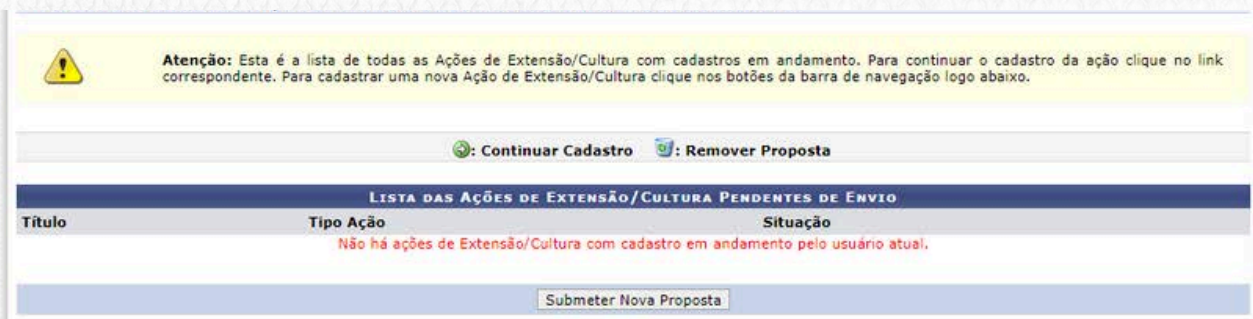 Atenção: Esta é a lista de todas as Ações de Extensão/Cultura com cadastros em andamento. Para continuar o cadastro da ação clique no link
correspondente. Para cadastrar uma nova Ação de Extensão/Cultura clique nos botões da barra de navegação logo abaixo.
: Continuar Cadastro : Remover Proposta
Lista das Ações de Extensão/Cultura Pendentes de Envio
Título Tipo Ação Situação
Não há ações de Extensão/Cultura com cadastro em andamento pelo usuário atual.
Submeter Nova Proposta